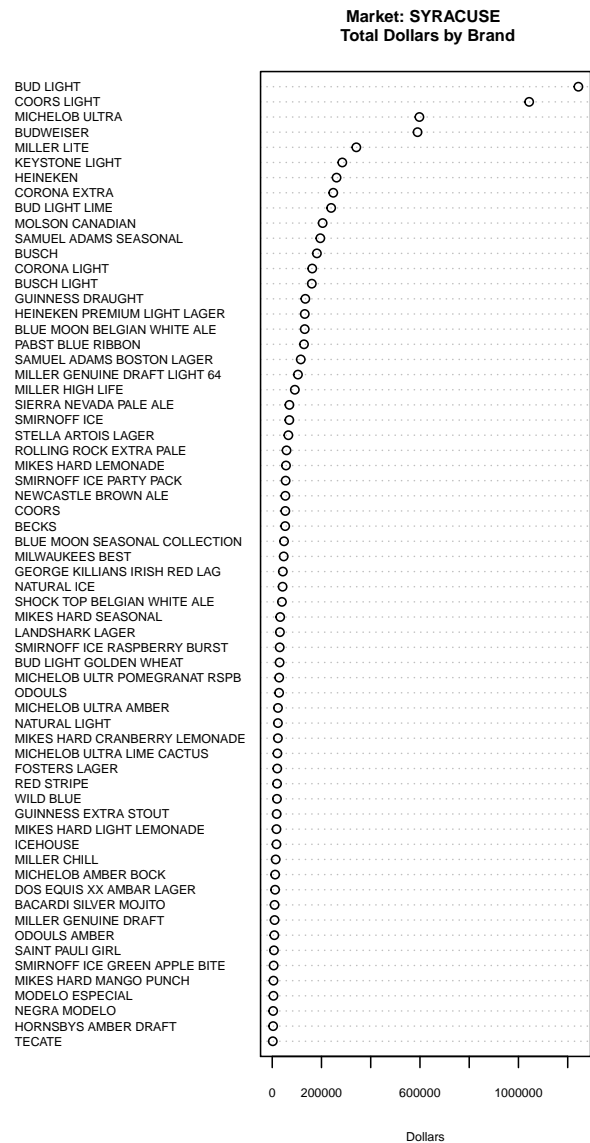 Market: SYRACUSE
Total Dollars by Brand
BUD LIGHT
COORS LIGHT
MICHELOB ULTRA
BUDWEISER
MILLER LITE
KEYSTONE LIGHT
HEINEKEN
CORONA EXTRA
BUD LIGHT LIME
MOLSON CANADIAN
SAMUEL ADAMS SEASONAL
BUSCH
CORONA LIGHT
BUSCH LIGHT
GUINNESS DRAUGHT
HEINEKEN PREMIUM LIGHT LAGER
BLUE MOON BELGIAN WHITE ALE
PABST BLUE RIBBON
SAMUEL ADAMS BOSTON LAGER
MILLER GENUINE DRAFT LIGHT 64
MILLER HIGH LIFE
SIERRA NEVADA PALE ALE
SMIRNOFF ICE
STELLA ARTOIS LAGER
ROLLING ROCK EXTRA PALE
MIKES HARD LEMONADE
SMIRNOFF ICE PARTY PACK
NEWCASTLE BROWN ALE
COORS
BECKS
BLUE MOON SEASONAL COLLECTION
MILWAUKEES BEST
GEORGE KILLIANS IRISH RED LAG
NATURAL ICE
SHOCK TOP BELGIAN WHITE ALE
MIKES HARD SEASONAL
LANDSHARK LAGER
SMIRNOFF ICE RASPBERRY BURST
BUD LIGHT GOLDEN WHEAT
MICHELOB ULTR POMEGRANAT RSPB
ODOULS
MICHELOB ULTRA AMBER
NATURAL LIGHT
MIKES HARD CRANBERRY LEMONADE
MICHELOB ULTRA LIME CACTUS
FOSTERS LAGER
RED STRIPE
WILD BLUE
GUINNESS EXTRA STOUT
MIKES HARD LIGHT LEMONADE
ICEHOUSE
MILLER CHILL
MICHELOB AMBER BOCK
DOS EQUIS XX AMBAR LAGER
BACARDI SILVER MOJITO
MILLER GENUINE DRAFT
ODOULS AMBER
SAINT PAULI GIRL
SMIRNOFF ICE GREEN APPLE BITE
MIKES HARD MANGO PUNCH
MODELO ESPECIAL
NEGRA MODELO
HORNSBYS AMBER DRAFT
TECATE
0 200000 600000 1000000
Dollars